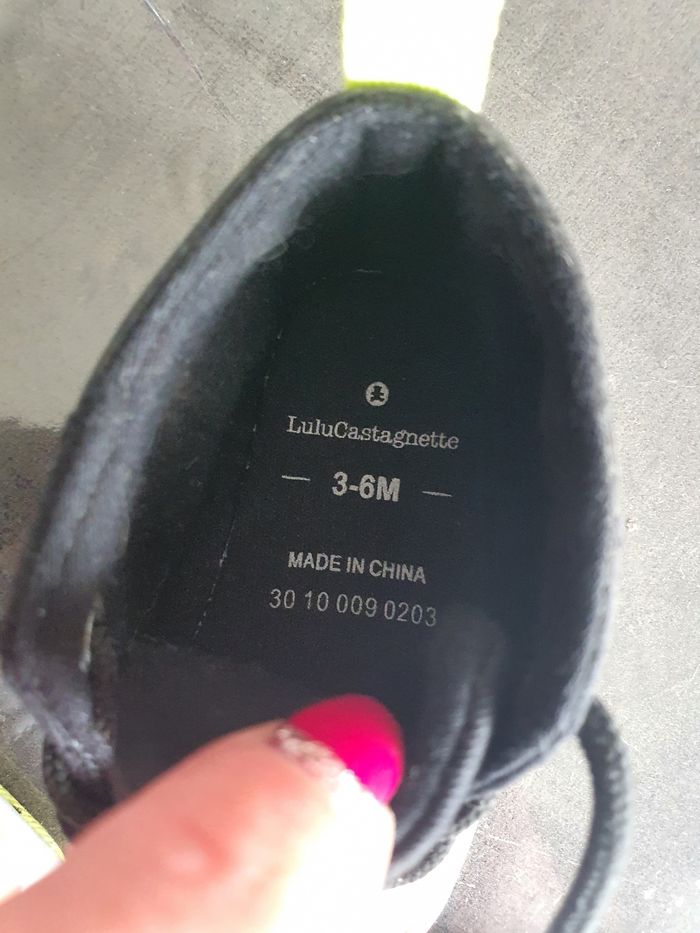 LuluCastagnette
3-6M
MADE IN CHINA
30 10 009 0203